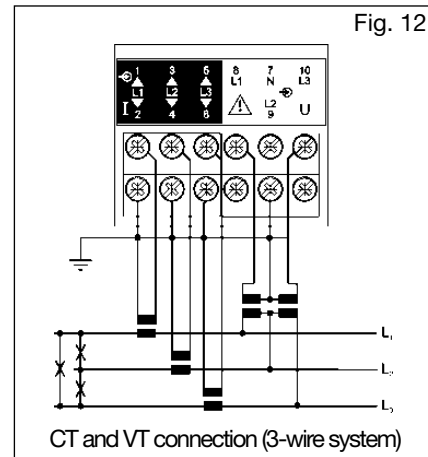 Fig. 12
1 3 5 8 7 10
L1 N L3
L1 L2 L3
L2
I 2 4 6 9 U
L1
L2
L3
CT and VT connection (3-wire system)